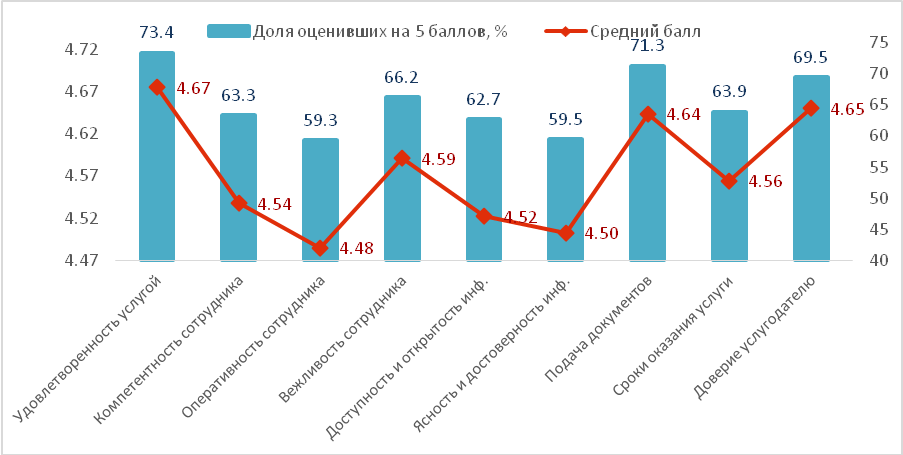 Доля оценивших на 5 баллов, %
Средний балл
4.72
4.67
4.62
4.57
4.52
4.47
75
70
65
60
55
50
45
40
73.4
63.3
59.3
66.2
62.7
59.5
71.3
63.9
69.5
4.67
4.54
4.48
4.59
4.52
4.50
4.64
4.56
4.65
Удовлетворенность услугой
Компетентность сотрудника
Оперативность сотрудника
Вежливость сотрудника
Доступность и открытость инф.
Ясность и достоверность инф.
Подача документов
Сроки оказания услуги
Доверие услугодателю